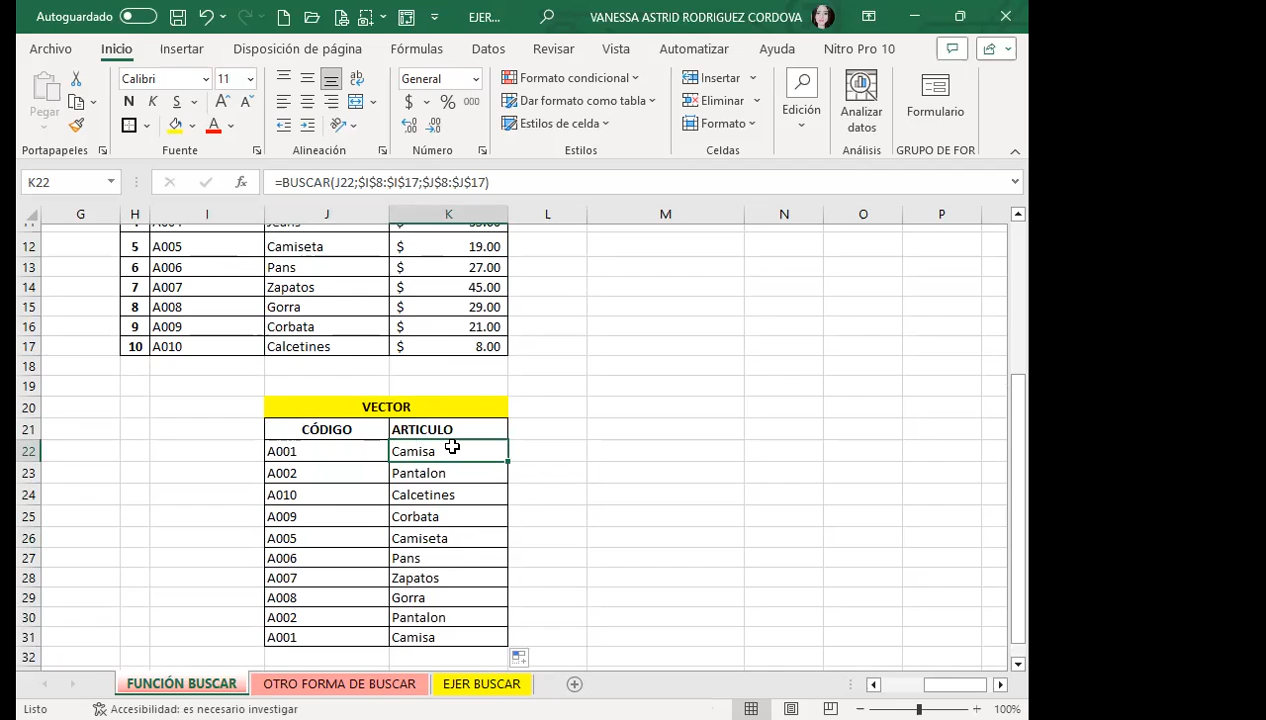 Autoguardado EJER... VANESSA ASTRID RODRIGUEZ CORDOVA
Archivo Inicio Insertar Disposición de página Fórmulas Datos Revisar Vista Automatizar Ayuda Nitro Pro 10
Pegar Calibri 11 General Formato condicional Insertar Edición Analizar datos Formulario
N K S A A $ % 000 Dar formato como tabla Eliminar
A Estilos de celda Formato
Portapapeles Fuente Alineación Número Estilos Celdas Análisis GRUPO DE FOR
K22 fx =BUSCAR(J22;$I$8:$I$17;$J$8:$J$17)
G H I J K L M N O P
12 5 A005 Camiseta $ 19.00
13 6 A006 Pans $ 27.00
14 7 A007 Zapatos $ 45.00
15 8 A008 Gorra $ 29.00
16 9 A009 Corbata $ 21.00
17 10 A010 Calcetines $ 8.00
18
19
20 VECTOR
21 CÓDIGO ARTICULO
22 A001 Camisa
23 A002 Pantalon
24 A010 Calcetines
25 A009 Corbata
26 A005 Camiseta
27 A006 Pans
28 A007 Zapatos
29 A008 Gorra
30 A002 Pantalon
31 A001 Camisa
32
FUNCIÓN BUSCAR OTRO FORMA DE BUSCAR EJER BUSCAR
Listo Accesibilidad: es necesario investigar 100%